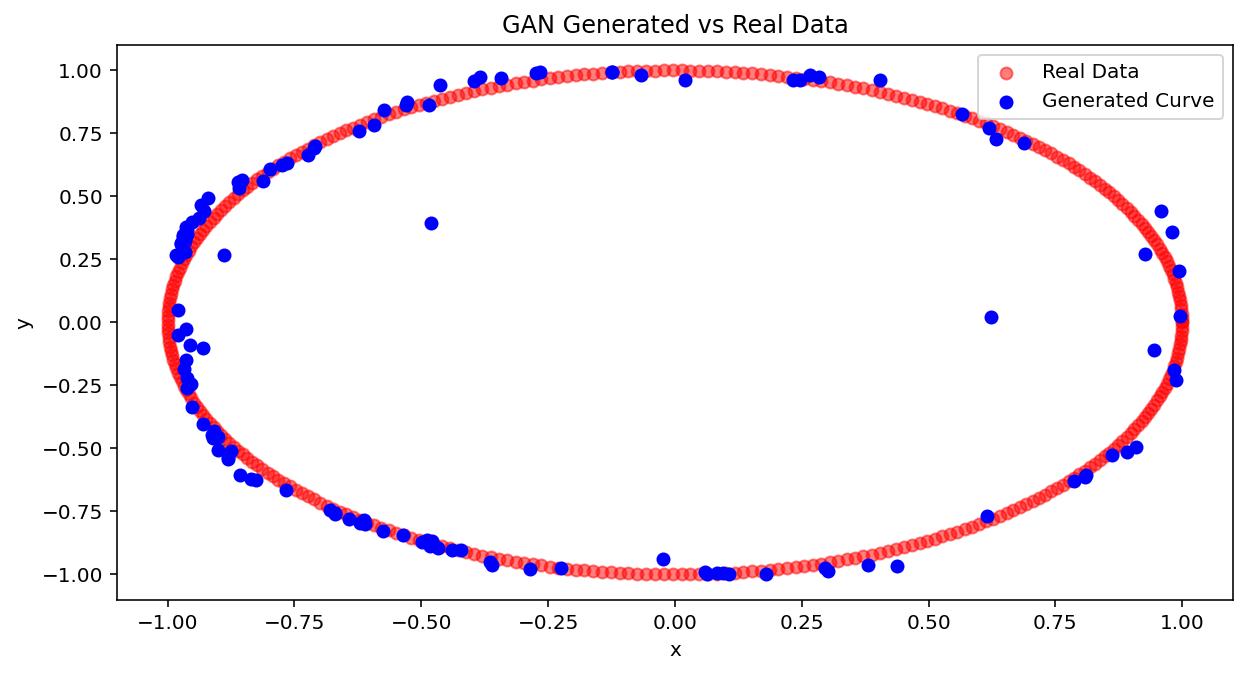 GAN Generated vs Real Data
Real Data
Generated Curve
1.00
0.75
0.50
0.25
0.00
−0.25
−0.50
−0.75
−1.00
y
−1.00 −0.75 −0.50 −0.25 0.00 0.25 0.50 0.75 1.00
x